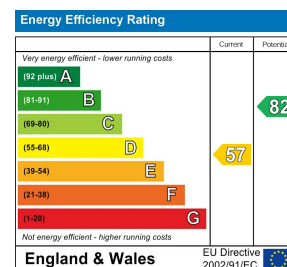 Energy Efficiency Rating
Current Potentia
Very energy efficient - lower running costs
(92 plus) A
(81-91) B
82
(69-80) C
(55-68) D
57
(39-54) E
(21-38) F
(1-20) G
Not energy efficient - higher running costs
England & Wales
EU Directive
2002/91/EC